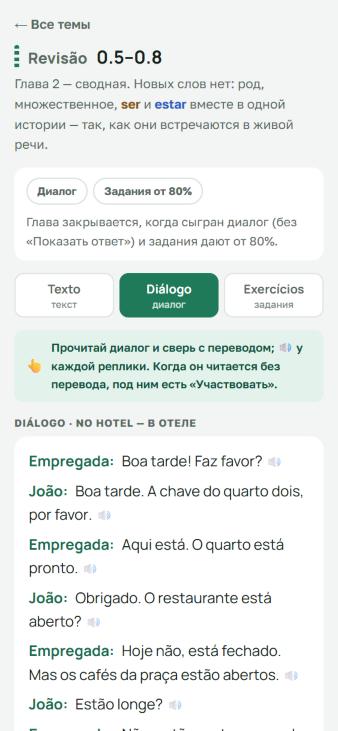 ← Все темы
Revisão 0.5–0.8
Глава 2 — сводная. Новых слов нет: род,
множественное, ser и estar вместе в одной
истории — так, как они встречаются в живой
речи.
Диалог Задания от 80%
Глава закрывается, когда сыгран диалог (без
«Показать ответ») и задания дают от 80%.
Texto Diálogo Exercícios
текст диалог задания
Прочитай диалог и сверь с переводом; 🔊 у
каждой реплики. Когда он читается без
перевода, под ним есть «Участвовать».
DIÁLOGO · NO HOTEL — В ОТЕЛЕ
Empregada: Boa tarde! Faz favor?
João: Boa tarde. A chave do quarto dois,
por favor.
Empregada: Aqui está. O quarto está
pronto.
João: Obrigado. O restaurante está
aberto?
Empregada: Hoje não, está fechado.
Mas os cafés da praça estão abertos.
João: Estão longe?